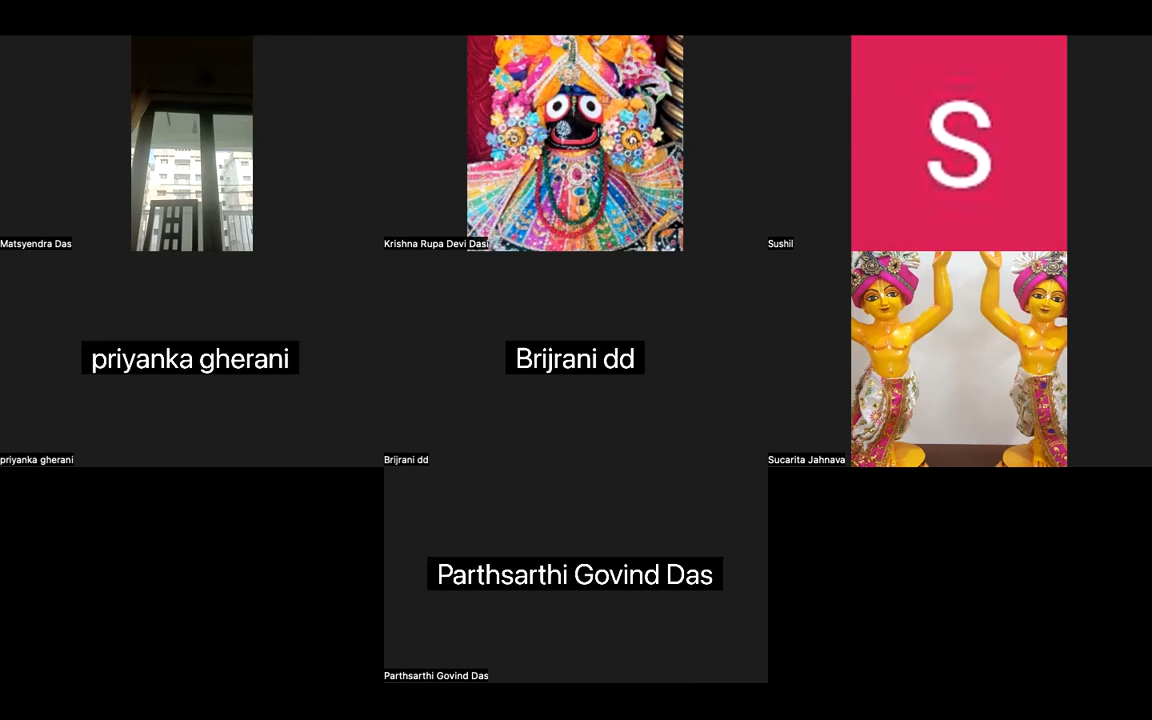 S
Matsyendra Das
Krishna Rupa Devi Dasi
Sushil
priyanka gherani
Brijrani dd
priyanka gherani
Brijrani dd
Sucarita Jahnava
Parthsarthi Govind Das
Parthsarthi Govind Das